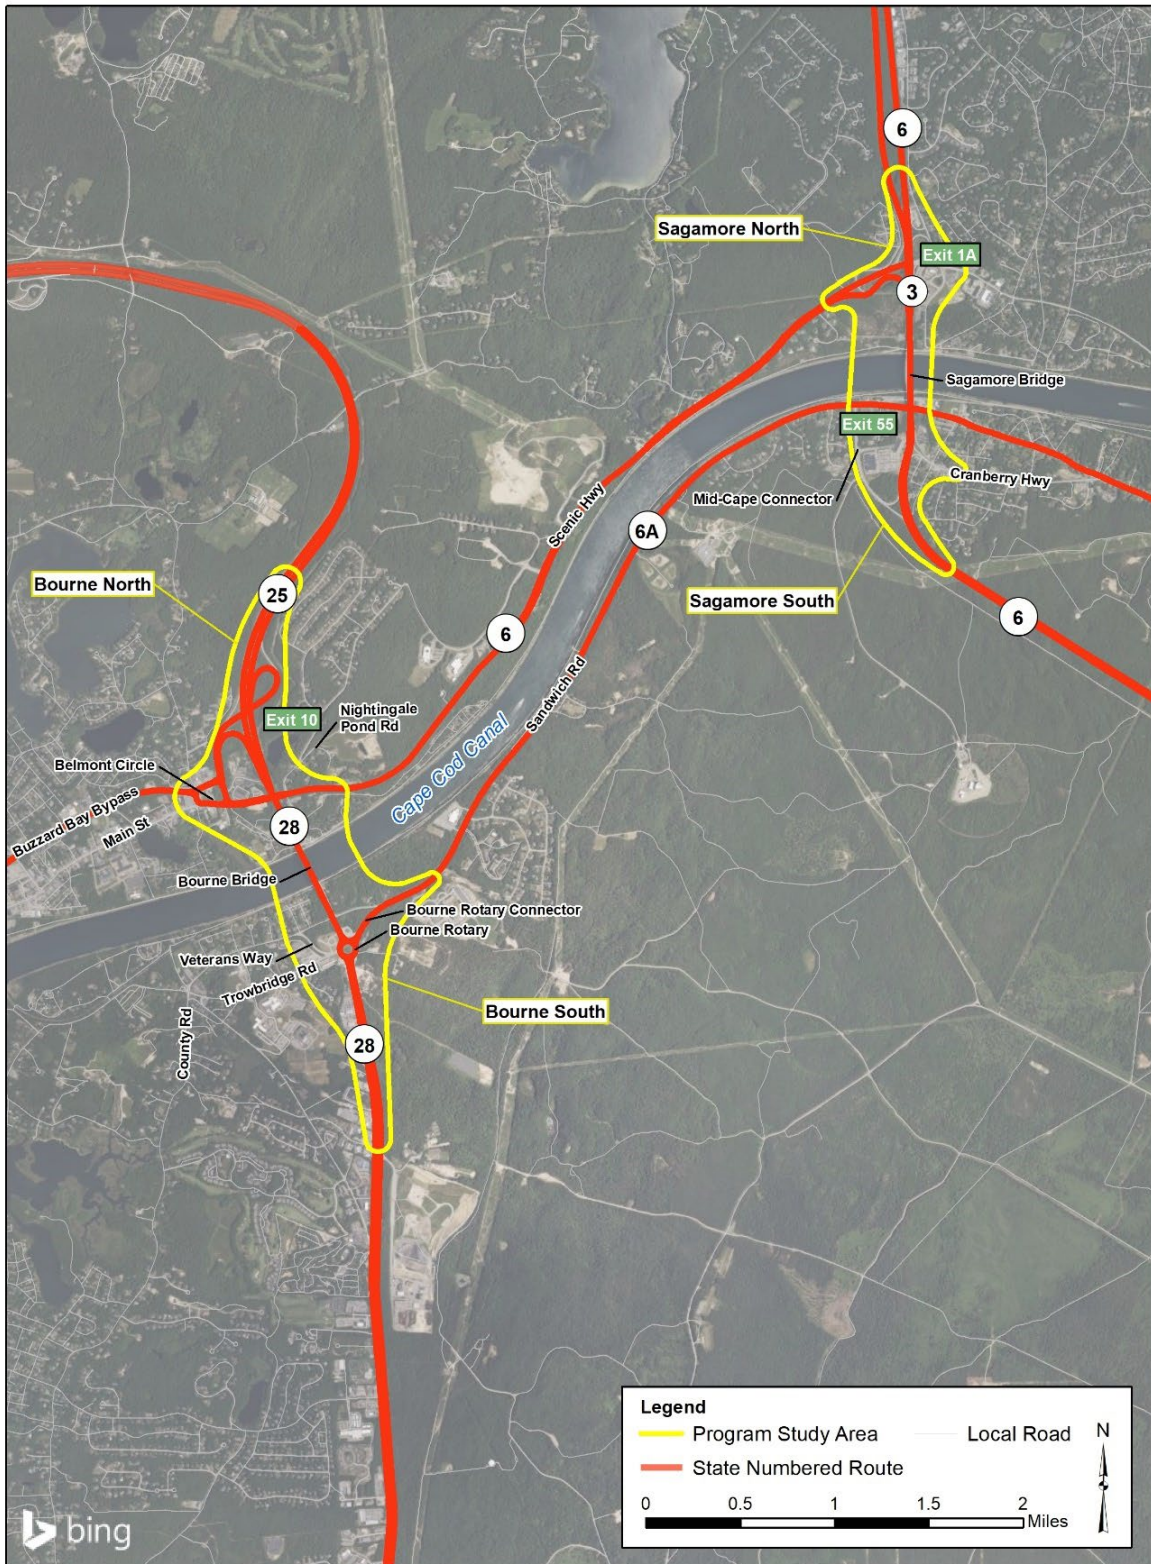 6
Sagamore North
Exit 1A
3
Sagamore Bridge
Exit 55
Cranberry Hwy
Mid-Cape Connector
Scenic Hwy
6A
Bourne North
25
Sagamore South
6
6
Sandwich Rd
Nightingale
Pond Rd
Exit 10
Belmont Circle
Cape Cod Canal
Buzzard Bay Bypass
Main St
28
Bourne Bridge
Bourne Rotary Connector
Bourne Rotary
Veterans Way
Trowbridge Rd
Bourne South
County Rd
28
Legend
Program Study Area
Local Road
N
State Numbered Route
0 0.5 1 1.5 2
Miles
bing